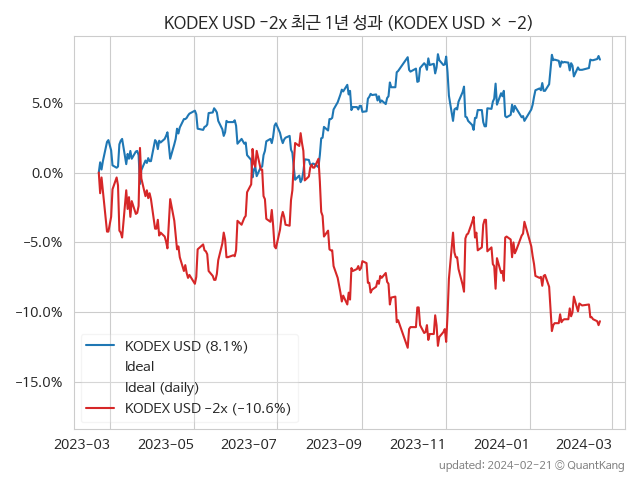 KODEX USD −2x 최근 1년 성과 (KODEX USD × −2)
5.0%
0.0%
−5.0%
−10.0%
−15.0%
KODEX USD (8.1%)
Ideal
Ideal (daily)
KODEX USD −2x (−10.6%)
2023-03 2023-05 2023-07 2023-09 2023-11 2024-01 2024-03
updated: 2024-02-21 © QuantKang